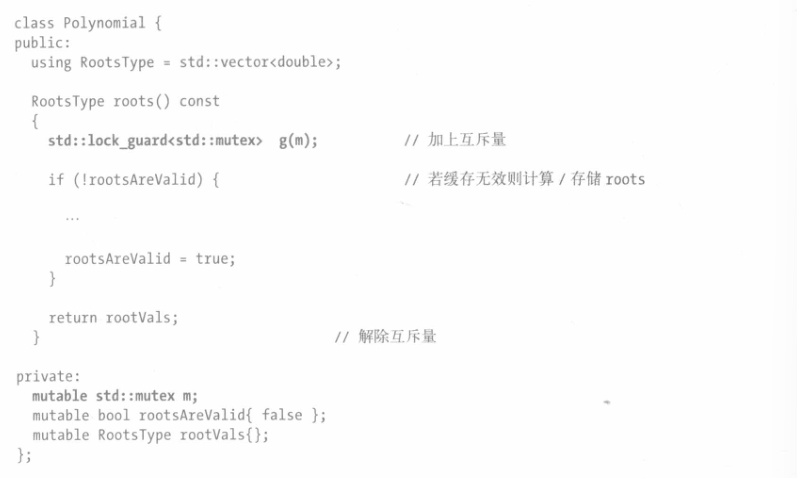 class Polynomial {
public:
  using RootsType = std::vector<double>;
  RootsType roots() const
  {
    std::lock_guard<std::mutex>  g(m);          // 加上互斥量
    if (!rootsAreValid) {                       // 若缓存无效则计算 / 存储 roots
      ...
      rootsAreValid = true;
    }
    return rootVals;
  }                                     // 解除互斥量
private:
  mutable std::mutex m;
  mutable bool rootsAreValid{ false };
  mutable RootsType rootVals{};
};